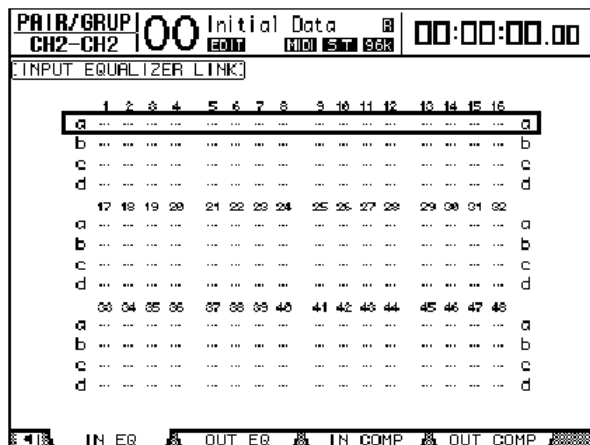 PAIR/GRUP 00 Initial Data R 00:00:00.00
CH2-CH2 EDIT MIDI S T 96K
INPUT EQUALIZER LINK
1 2 3 4 5 6 7 8 9 10 11 12 13 14 15 16
a a
b b
c c
d d
17 18 19 20 21 22 23 24 25 26 27 28 29 30 31 32
a a
b b
c c
d d
33 34 35 36 37 38 39 40 41 42 43 44 45 46 47 48
a a
b b
c c
d d
IN EQ OUT EQ IN COMP OUT COMP